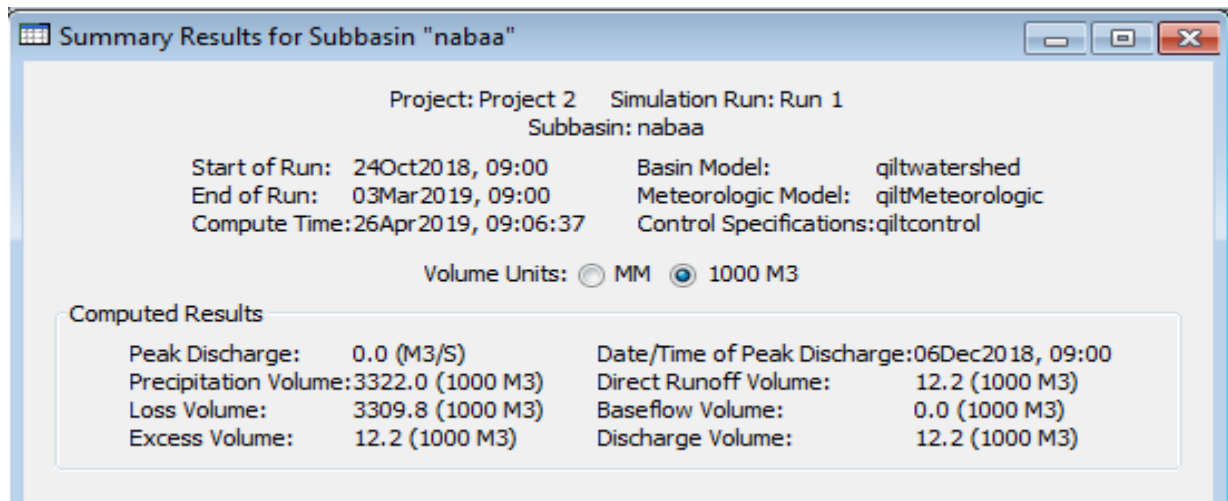 Summary Results for Subbasin "nabaa"
Project: Project 2 Simulation Run: Run 1
Subbasin: nabaa
Start of Run: 24Oct2018, 09:00 Basin Model: qiltwatershed
End of Run: 03Mar2019, 09:00 Meteorologic Model: qiltMeteorologic
Compute Time:26Apr2019, 09:06:37 Control Specifications:qiltcontrol
Volume Units: MM 1000 M3
Computed Results
Peak Discharge: 0.0 (M3/S) Date/Time of Peak Discharge:06Dec2018, 09:00
Precipitation Volume:3322.0 (1000 M3) Direct Runoff Volume: 12.2 (1000 M3)
Loss Volume: 3309.8 (1000 M3) Baseflow Volume: 0.0 (1000 M3)
Excess Volume: 12.2 (1000 M3) Discharge Volume: 12.2 (1000 M3)